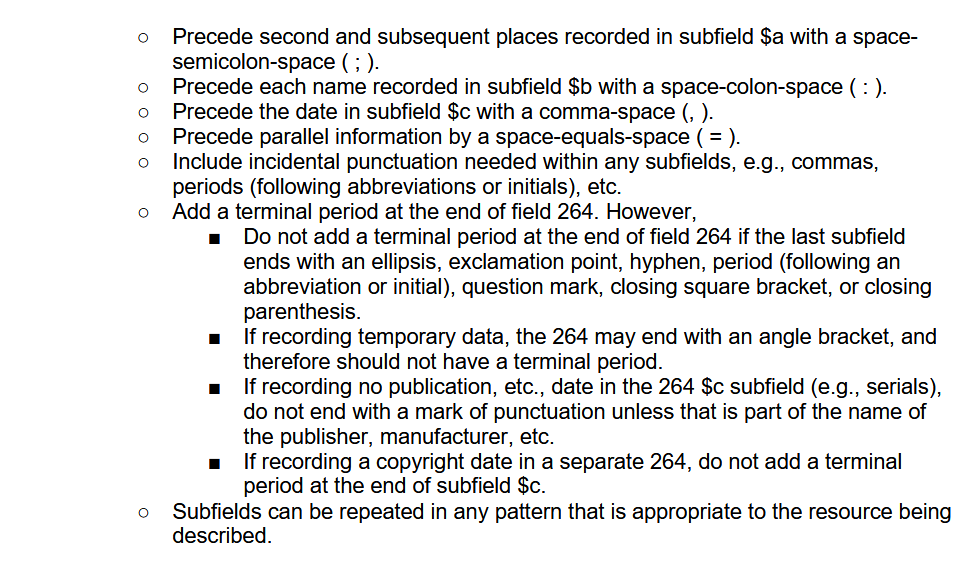 ○ Precede second and subsequent places recorded in subfield $a with a space-
semicolon-space ( ; ).
○ Precede each name recorded in subfield $b with a space-colon-space ( : ).
○ Precede the date in subfield $c with a comma-space (, ).
○ Precede parallel information by a space-equals-space ( = ).
○ Include incidental punctuation needed within any subfields, e.g., commas,
periods (following abbreviations or initials), etc.
○ Add a terminal period at the end of field 264. However,
■ Do not add a terminal period at the end of field 264 if the last subfield
ends with an ellipsis, exclamation point, hyphen, period (following an
abbreviation or initial), question mark, closing square bracket, or closing
parenthesis.
■ If recording temporary data, the 264 may end with an angle bracket, and
therefore should not have a terminal period.
■ If recording no publication, etc., date in the 264 $c subfield (e.g., serials),
do not end with a mark of punctuation unless that is part of the name of
the publisher, manufacturer, etc.
■ If recording a copyright date in a separate 264, do not add a terminal
period at the end of subfield $c.
○ Subfields can be repeated in any pattern that is appropriate to the resource being
described.